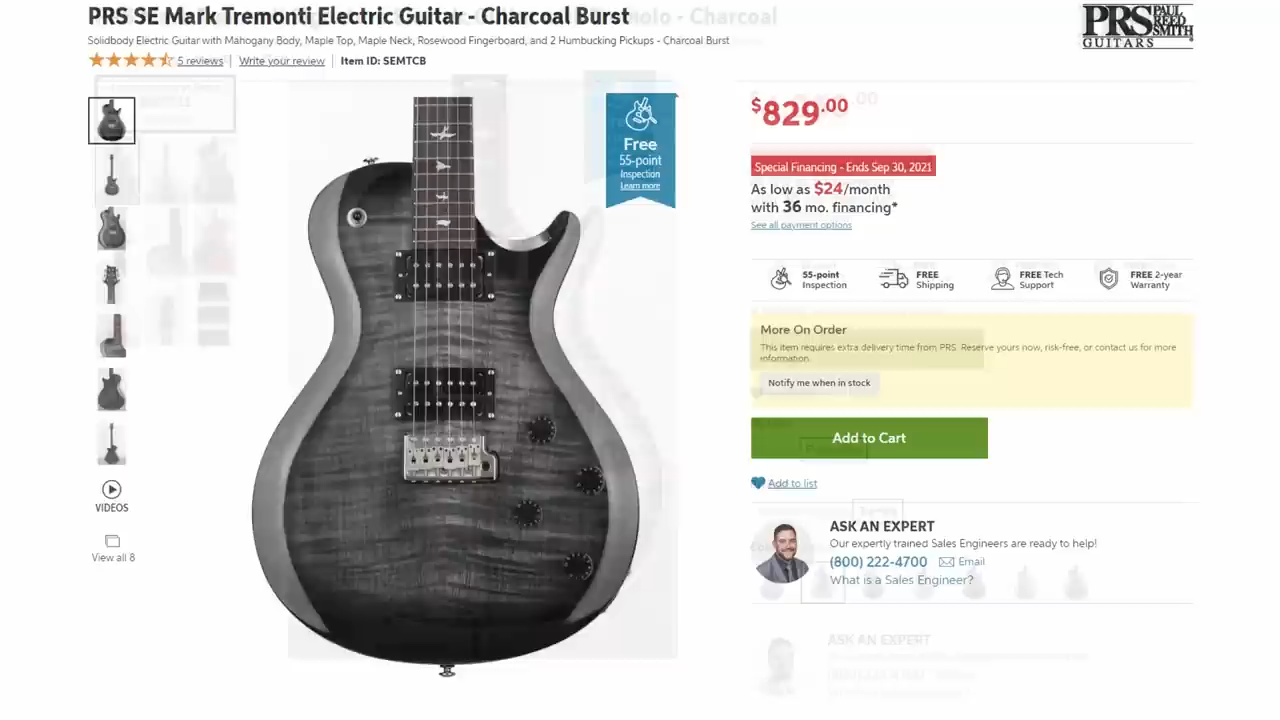 PRS SE Mark Tremonti Electric Guitar - Charcoal Burst
Solidbody Electric Guitar with Mahogany Body, Maple Top, Maple Neck, Rosewood Fingerboard, and 2 Humbucking Pickups - Charcoal Burst
5 reviews | Write your review | Item ID: SEMTCB
PRS PAUL REED SMITH
GUITARS
Free
55-point
Inspection
Learn more
VIDEOS
View all 8
$829.00
Special Financing - Ends Sep 30, 2021
As low as $24/month
with 36 mo. financing*
See all payment options
55-point Inspection
FREE Shipping
FREE Tech Support
FREE 2-year Warranty
More On Order
This item requires extra delivery time from PRS. Reserve yours now, risk-free, or contact us for more
information.
Notify me when in stock
Add to Cart
Add to list
ASK AN EXPERT
Our expertly trained Sales Engineers are ready to help!
(800) 222-4700 Email
What is a Sales Engineer?
ASK AN EXPERT